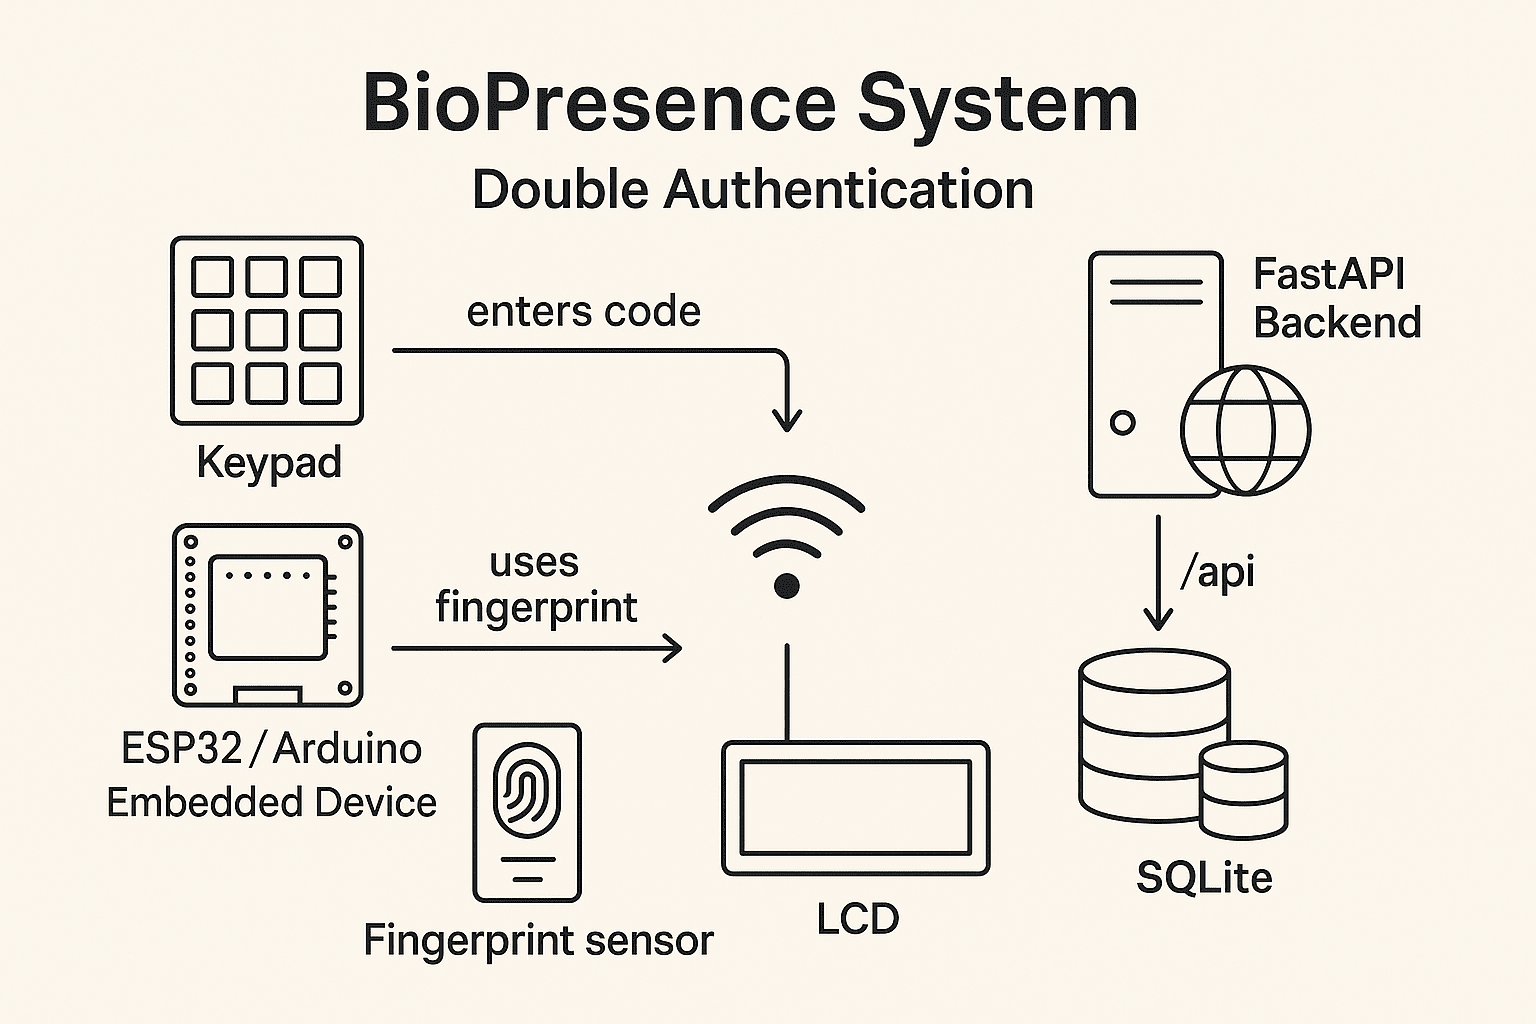 BioPresence System
Double Authentication
enters code
Keypad
FastAPI
Backend
uses
fingerprint
/api
ESP32/Arduino
Embedded Device
Fingerprint sensor
LCD
SQLite